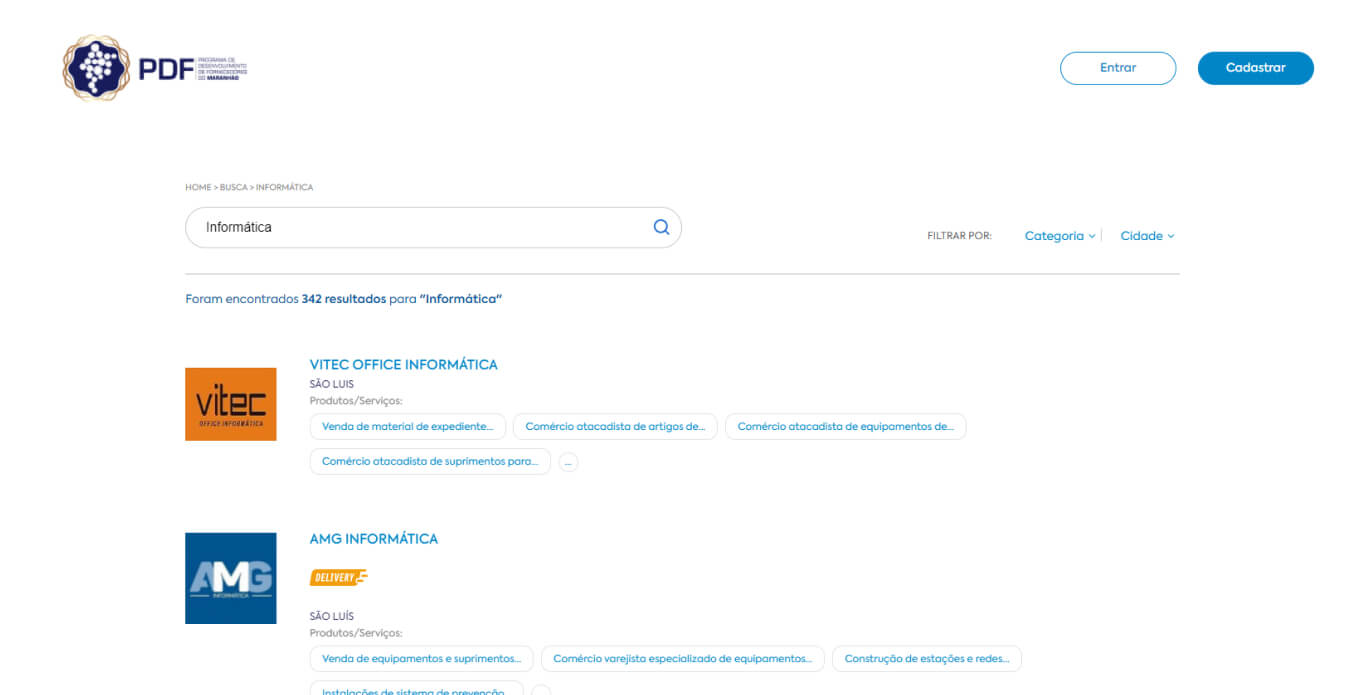 PDF
PROGRAMA DE
DESENVOLVIMENTO
DE FORNECEDORES
DO MARANHÃO
Entrar
Cadastrar
HOME > BUSCA > INFORMÁTICA
Informática
FILTRAR POR:
Categoria
Cidade
Foram encontrados 342 resultados para "Informática"
vitec
OFFICE INFORMÁTICA
VITEC OFFICE INFORMÁTICA
SÃO LUIS
Produtos/Serviços:
Venda de material de expediente...
Comércio atacadista de artigos de...
Comércio atacadista de equipamentos de...
Comércio atacadista de suprimentos para...
...
AMG
INFORMÁTICA
AMG INFORMÁTICA
DELIVERY
SÃO LUÍS
Produtos/Serviços:
Venda de equipamentos e suprimentos...
Comércio varejista especializado de equipamentos...
Construção de estações e redes...
Instalações de sistema de prevenção...